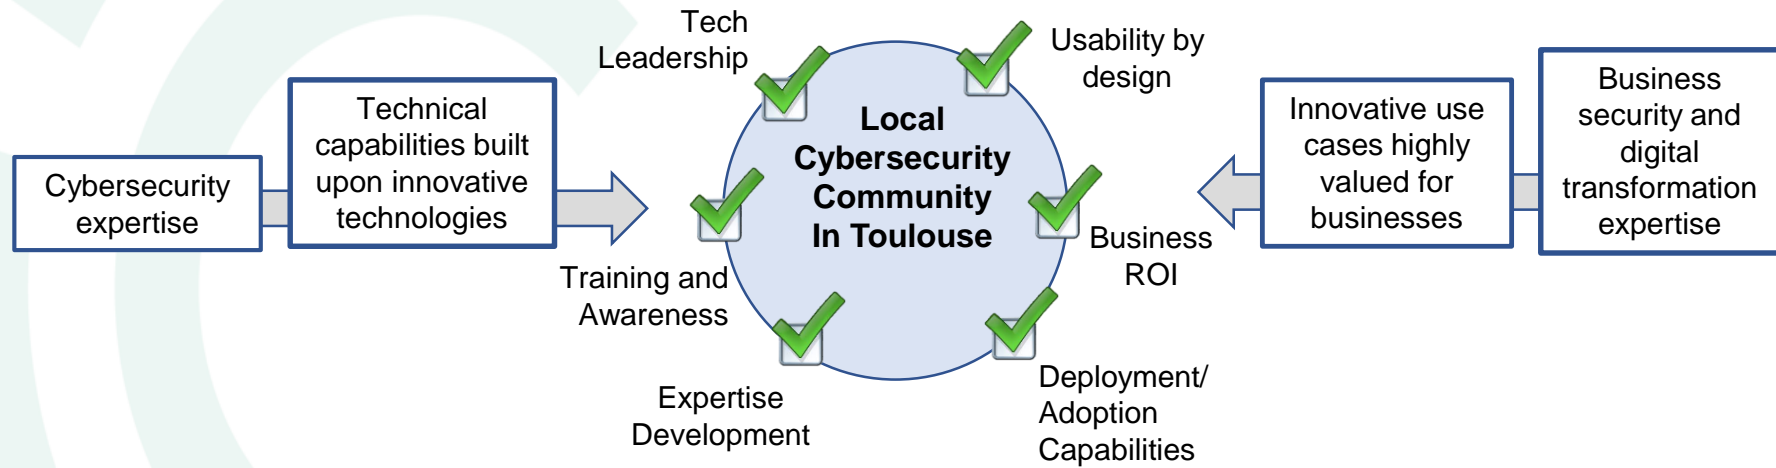 Cybersecurity
expertise
Technical
capabilities built
upon innovative
technologies
Tech
Leadership
Training and
Awareness
Expertise
Development
Local
Cybersecurity
Community
In Toulouse
Usability by
design
Business
ROI
Deployment/
Adoption
Capabilities
Innovative use
cases highly
valued for
businesses
Business
security and
digital
transformation
expertise